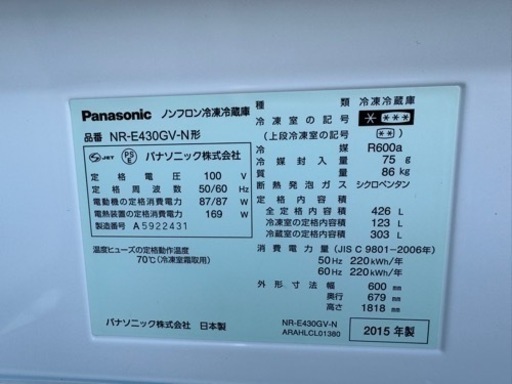 Panasonic ノンフロン冷凍冷蔵庫
品番 NR-E430GV-N形
JET PSE パナソニック株式会社
定格電圧 100 V
定格周波数 50/60 Hz
電動機の定格消費電力 87/87 W
電熱装置の定格消費電力 169 W
製造番号 A 5922431
温度ヒューズの定格動作温度
70℃(冷凍室霜取用)
パナソニック株式会社 日本製
種類 冷凍冷蔵庫
冷凍室の記号
(上段冷凍室の記号)
冷媒 R600a
冷媒封入量 75 g
質量 86 kg
断熱発泡ガス シクロペンタン
定格内容積
全定格内容積 426 L
冷凍室の定格内容積 123 L
冷蔵室の定格内容積 303 L
消費電力量(JIS C 9801-2006年)
50 Hz 220 kWh/年
60 Hz 220 kWh/年
外形寸法 幅 600 mm
奥行 679 mm
高さ 1818 mm
NR-E430GV-N
ARAHLCL01380
2015 年製